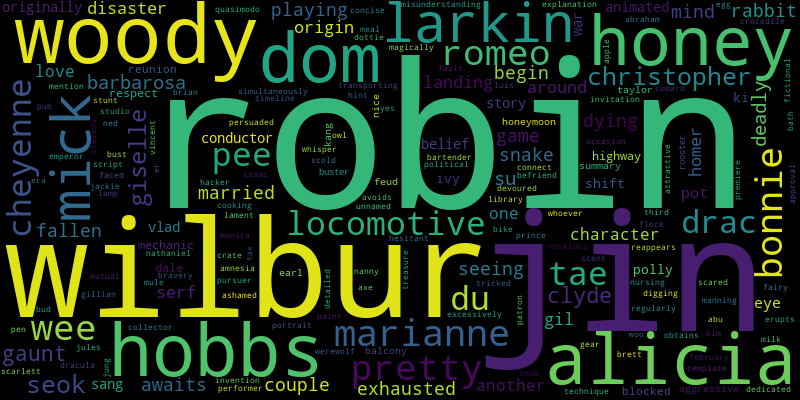 originally disaster quasimodo playing concise larkin misunderstanding explanation animated abraham egg rabbit
woody meal dottie origin war honey mind crocodile
love reunion dom magically romeo apple fictional
barbarosa mention brian simultaneously transporting fault luis begin christopher
respect timeline hint yes landing around taylor coward ki deadly
cheyenne mick pub stunt nice story invitation bath
studio ned persuaded robin honeymoon dying
giselle vincent conductor kang belief game occasion homer rooster
emperor script bust whisper owl bartender snake highway attractive premiere
era faced pee scold political connect summary
jackie er isaac buster ivy su befriend shift
lamp hacker married feud devoured pot bonnie approval
cooking avoids unnamed library
fallen vlad lament locomotive one whoever third flock drac
monica hesitant bike prince character
wilbur mechanic tax jin necklace reappears
nathaniel crate nanny seeing scent polly scared eye fairy
dale amnesia treasure tricked tae nursing
mutual bravery earl axe digging manning
gillian mule pursuer detailed du clyde regularly abu
serf ashamed excessively patron gil erupts
bud pen wee portrait paint marianne woo kim milk
jules collector hobbs balcony obtains alicia
gaunt dracula werewolf pretty gear february
scarlett seok sang jung invention couple shoe brett template
awaits performer exhausted another technique blocked aggressive dedicated